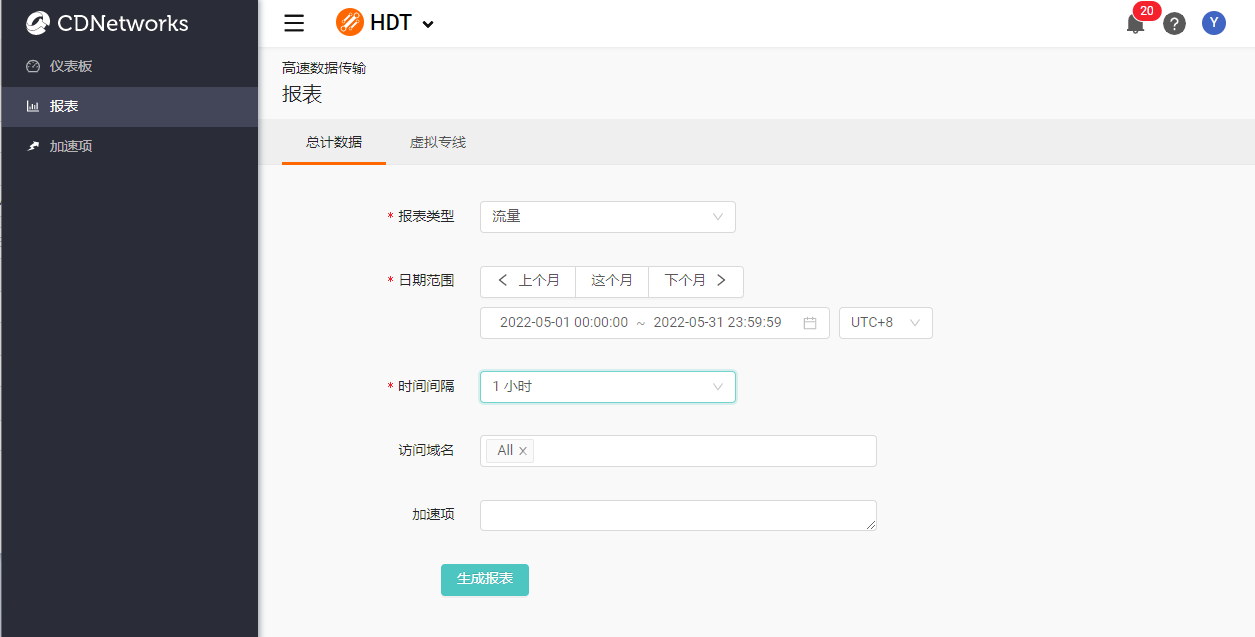 CDNetworks
仪表板
报表
加速项
HDT
20
?
Y
高速数据传输
报表
总计数据 虚拟专线
* 报表类型 流量
* 日期范围 上个月 这个月 下个月
2022-05-01 00:00:00 ~ 2022-05-31 23:59:59 UTC+8
* 时间间隔 1 小时
访问域名 All ×
加速项
生成报表